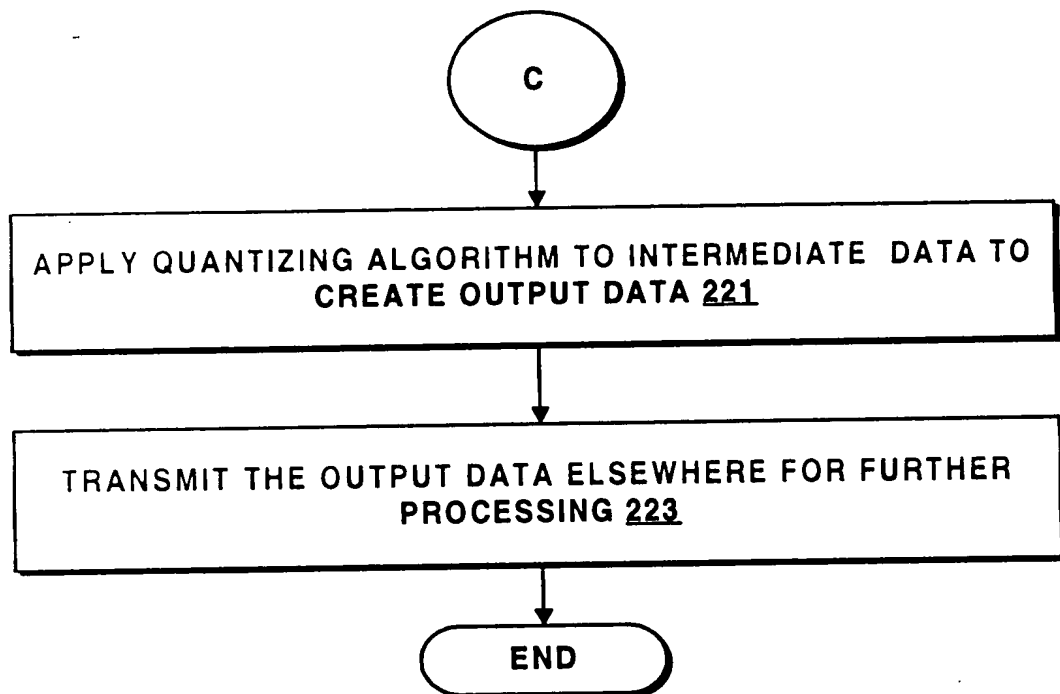 C
APPLY QUANTIZING ALGORITHM TO INTERMEDIATE DATA TO
CREATE OUTPUT DATA 221
TRANSMIT THE OUTPUT DATA ELSEWHERE FOR FURTHER
PROCESSING 223
END